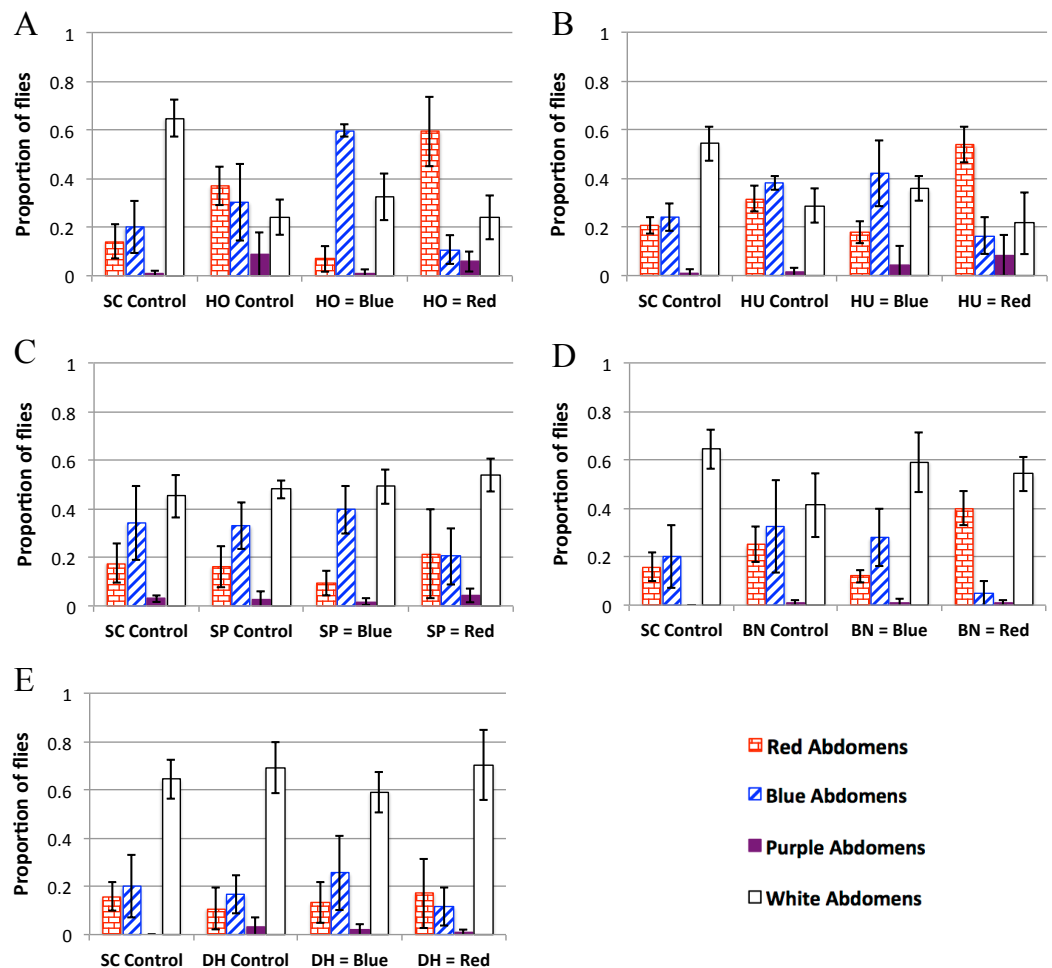 A
Proportion of flies
1
0.8
0.6
0.4
0.2
0
SC Control HO Control HO = Blue HO = Red
B
Proportion of flies
1
0.8
0.6
0.4
0.2
0
SC Control HU Control HU = Blue HU = Red
C
Proportion of flies
1
0.8
0.6
0.4
0.2
0
SC Control SP Control SP = Blue SP = Red
D
Proportion of flies
1
0.8
0.6
0.4
0.2
0
SC Control BN Control BN = Blue BN = Red
E
Proportion of flies
1
0.8
0.6
0.4
0.2
0
SC Control DH Control DH = Blue DH = Red
Red Abdomens
Blue Abdomens
Purple Abdomens
White Abdomens